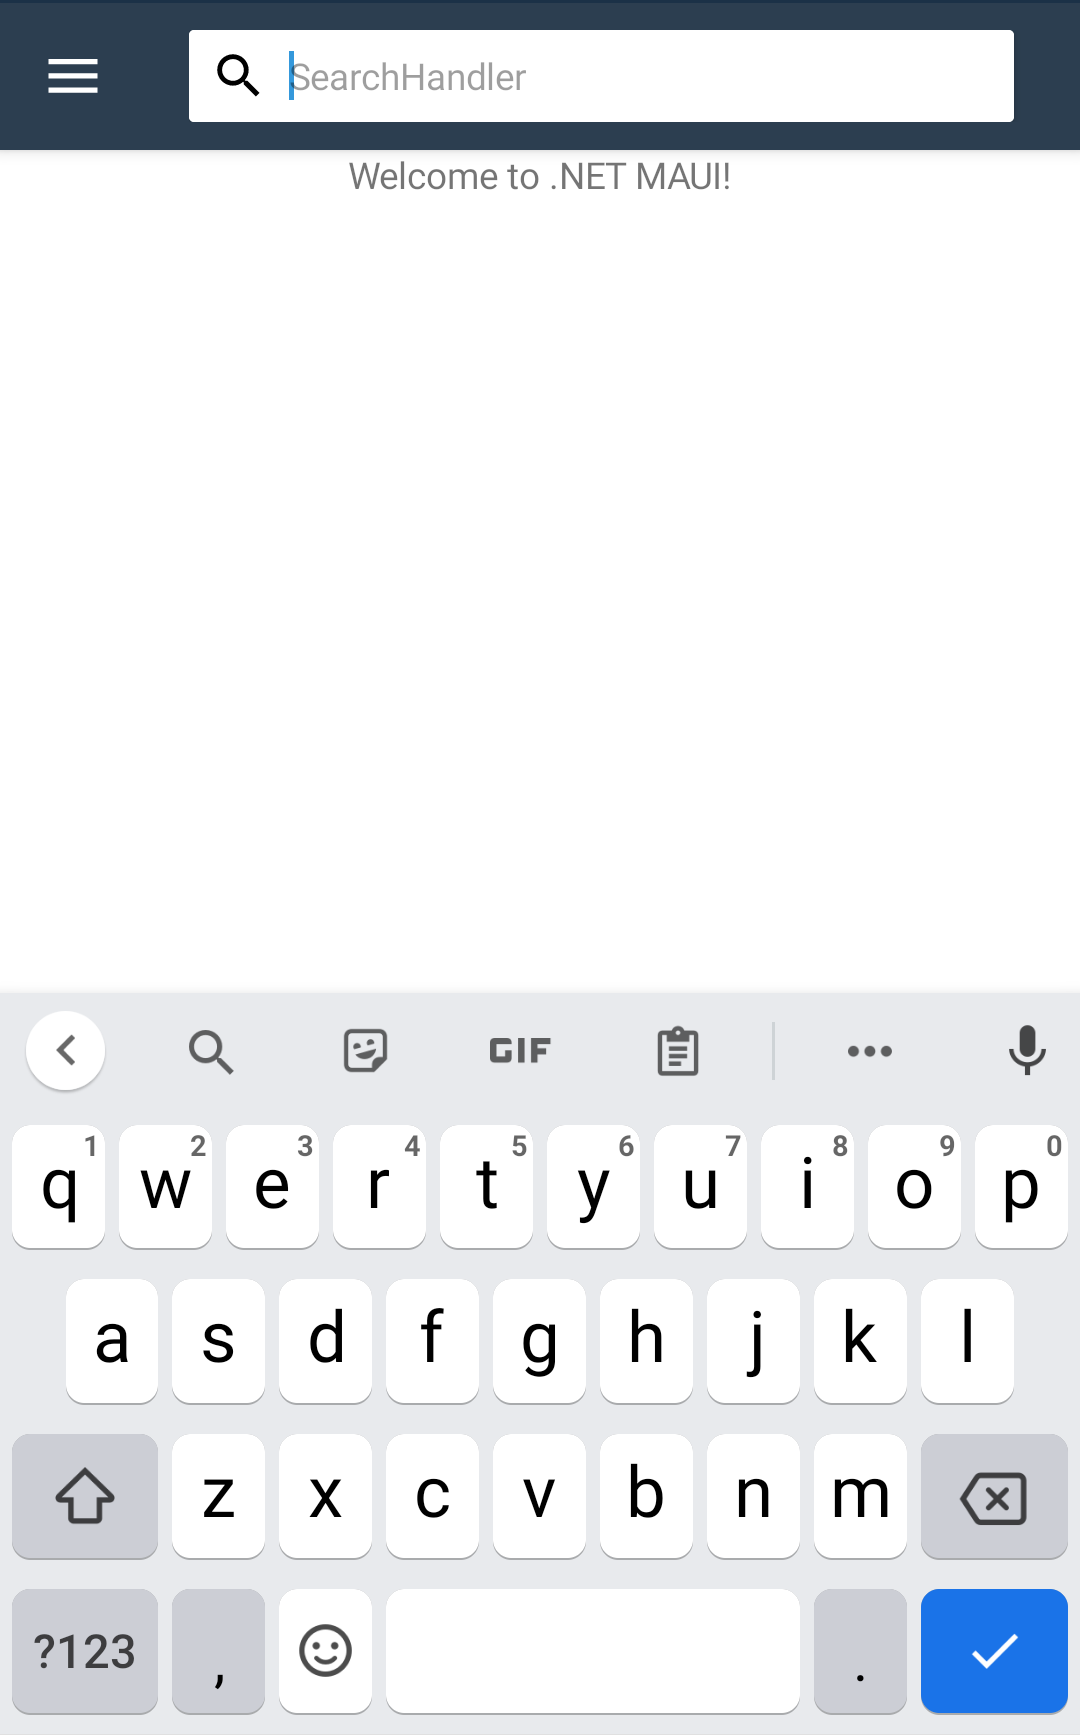 SearchHandler
Welcome to .NET MAUI!
GIF
1 2 3 4 5 6 7 8 9 0
q w e r t y u i o p
a s d f g h j k l
z x c v b n m
?123 , .